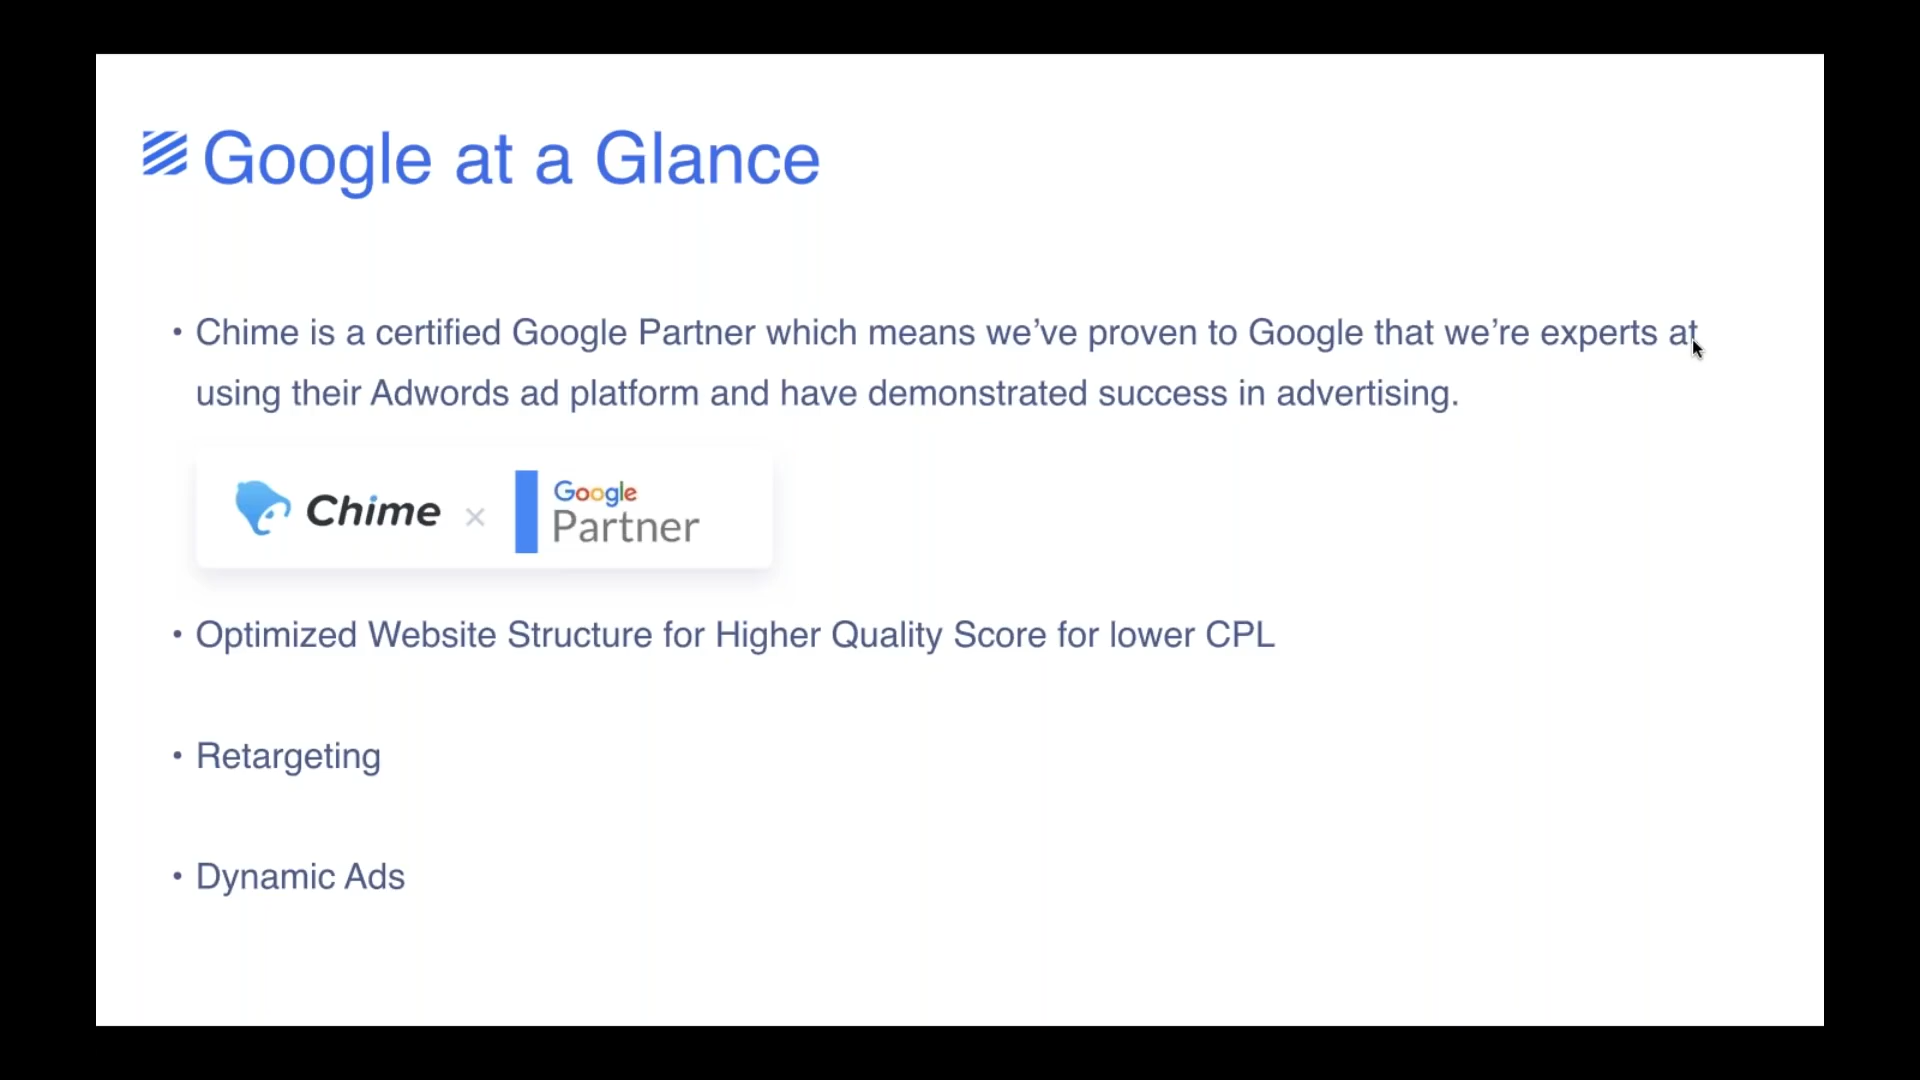 Google at a Glance
• Chime is a certified Google Partner which means we’ve proven to Google that we’re experts at
using their Adwords ad platform and have demonstrated success in advertising.
Chime × Google Partner
• Optimized Website Structure for Higher Quality Score for lower CPL
• Retargeting
• Dynamic Ads